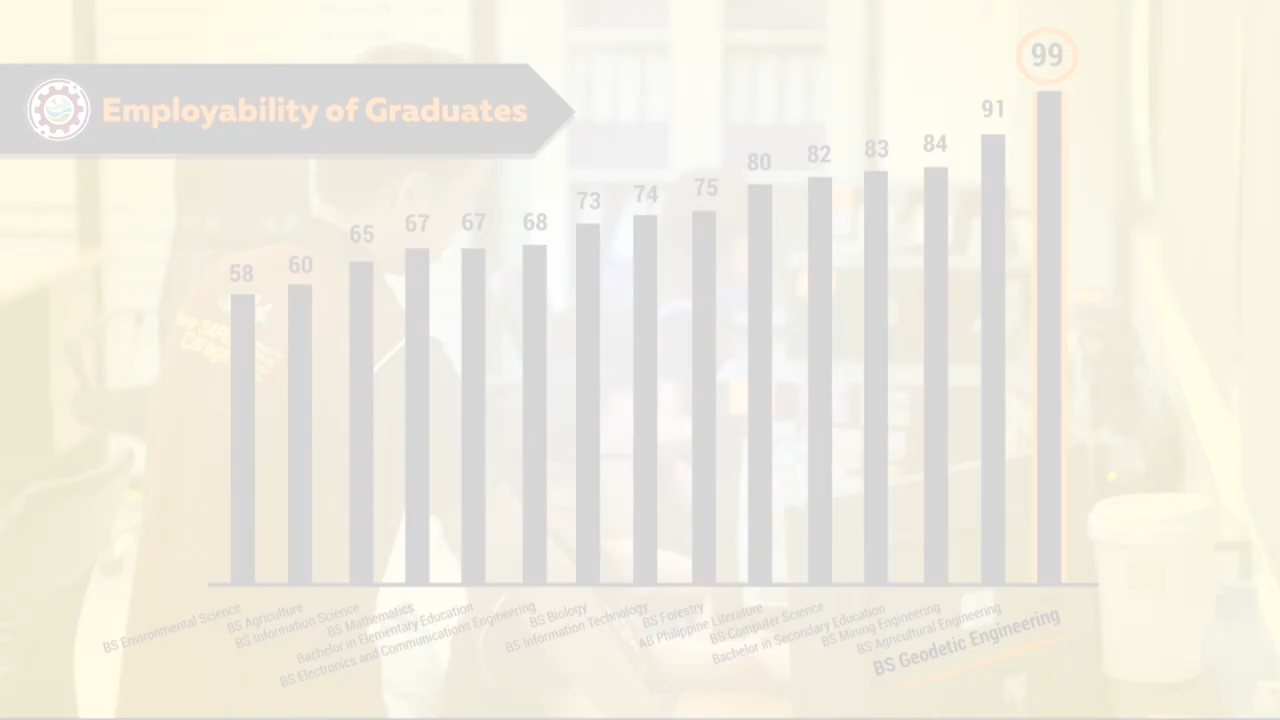 Employability of Graduates
58
60
65
67
67
68
73
74
75
80
82
83
84
91
99
BS Environmental Science
BS Agriculture
BS Information Science
BS Mathematics
Bachelor in Elementary Education
BS Electronics and Communications Engineering
BS Biology
BS Information Technology
BS Forestry
AB Philippine Literature
BS Computer Science
Bachelor in Secondary Education
BS Mining Engineering
BS Agricultural Engineering
BS Geodetic Engineering